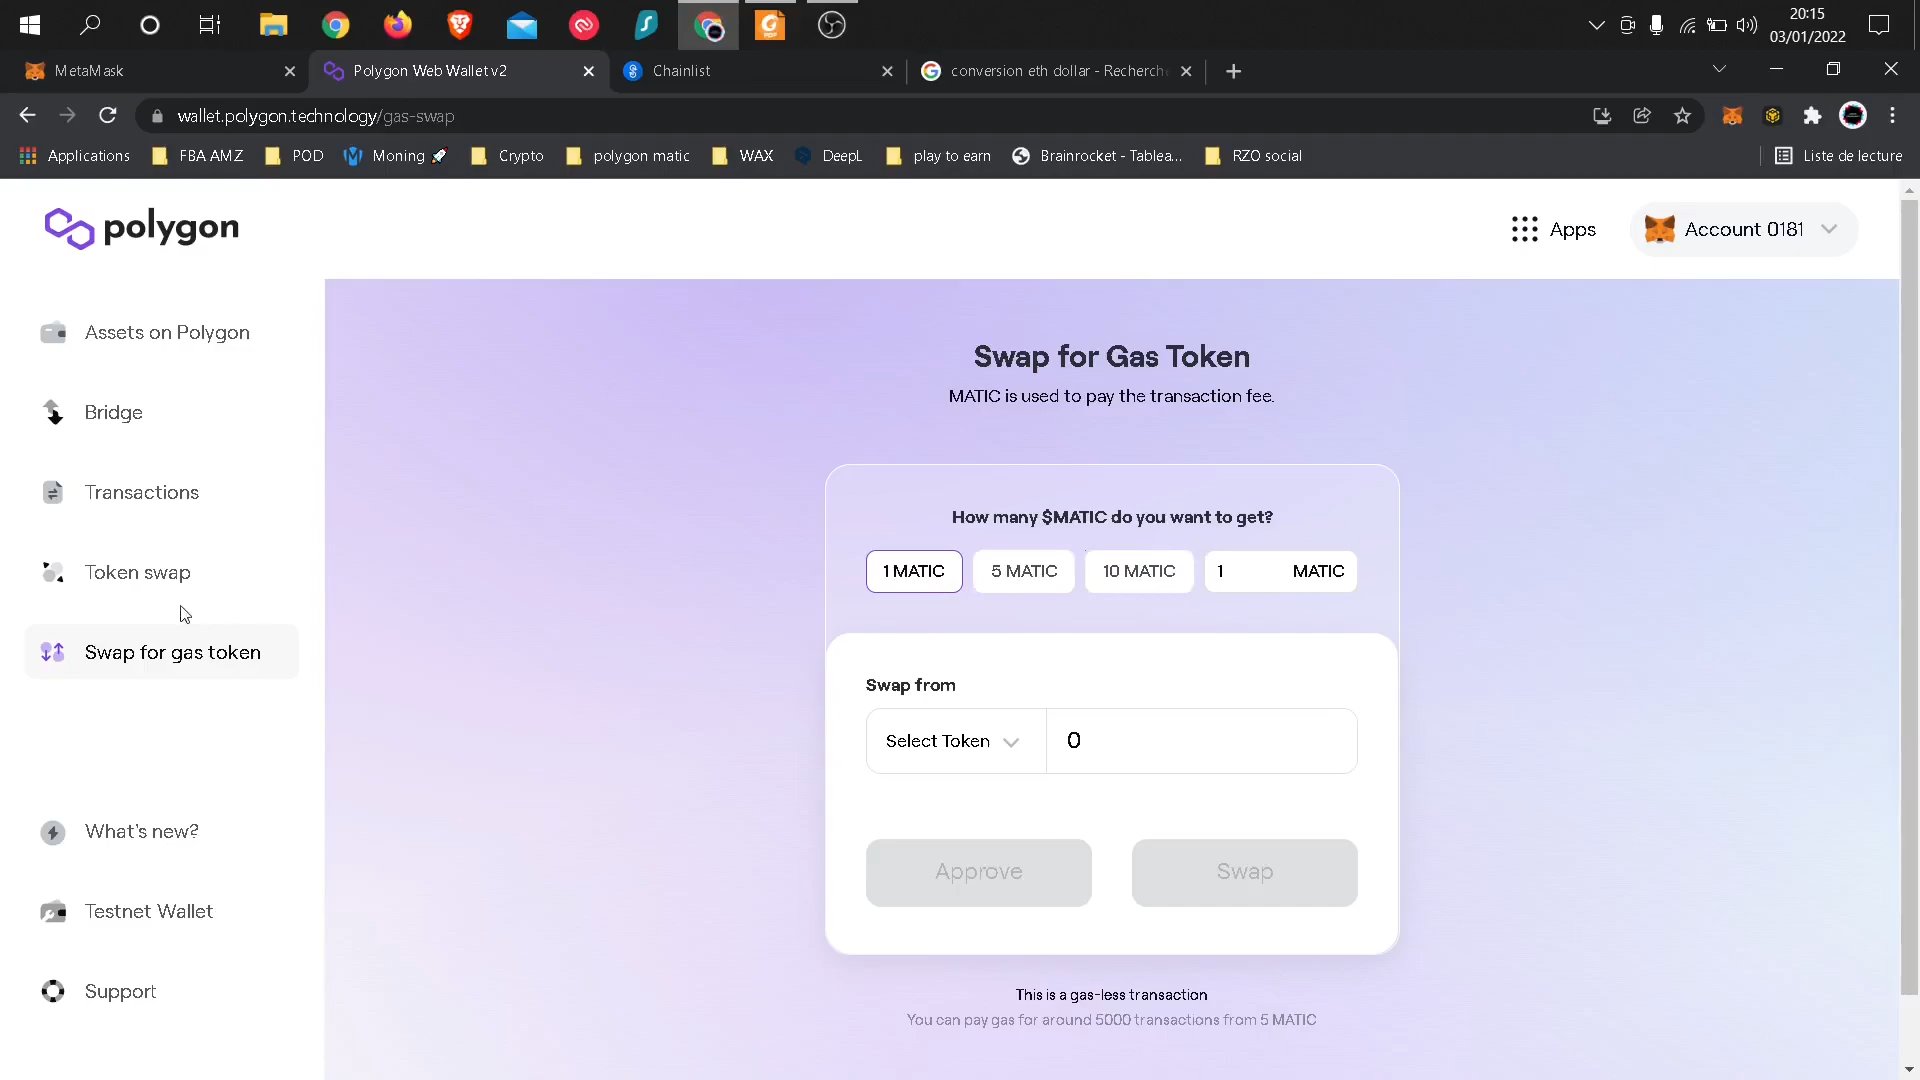 20:15
03/01/2022
MetaMask
Polygon Web Wallet v2
Chainlist
conversion eth dollar - Recherch
wallet.polygon.technology/gas-swap
Applications
FBA AMZ
POD
Moning
Crypto
polygon matic
WAX
DeepL
play to earn
Brainrocket - Tablea...
RZO social
Liste de lecture
polygon
Apps
Account 0181
Assets on Polygon
Bridge
Transactions
Token swap
Swap for gas token
What's new?
Testnet Wallet
Support
Swap for Gas Token
MATIC is used to pay the transaction fee.
How many $MATIC do you want to get?
1 MATIC
5 MATIC
10 MATIC
1 MATIC
Swap from
Select Token
0
Approve
Swap
This is a gas-less transaction
You can pay gas for around 5000 transactions from 5 MATIC